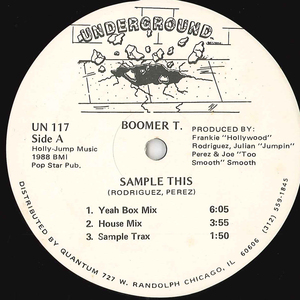 UNDERGROUND
UN 117
Side A
Holly-Jump Music
1988 BMI
Pop Star Pub.
BOOMER T.
PRODUCED BY:
Frankie "Hollywood"
Rodriguez, Julian "Jumpin"
Perez & Joe "Too
Smooth" Smooth
SAMPLE THIS
(RODRIGUEZ, PEREZ)
1. Yeah Box Mix 6:05
2. House Mix 3:55
3. Sample Trax 1:50
DISTRIBUTED BY QUANTUM 727 W. RANDOLPH CHICAGO, IL 60606 (312) 559-1845